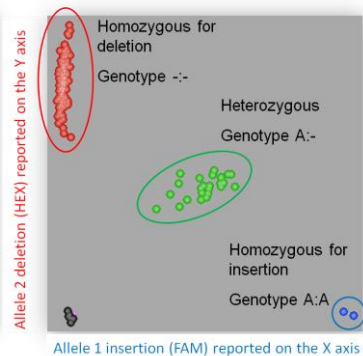 Allele 2 deletion (HEX) reported on the Y axis
Homozygous for
deletion
Genotype -:-
Heterozygous
Genotype A:-
Homozygous for
insertion
Genotype A:A
Allele 1 insertion (FAM) reported on the X axis